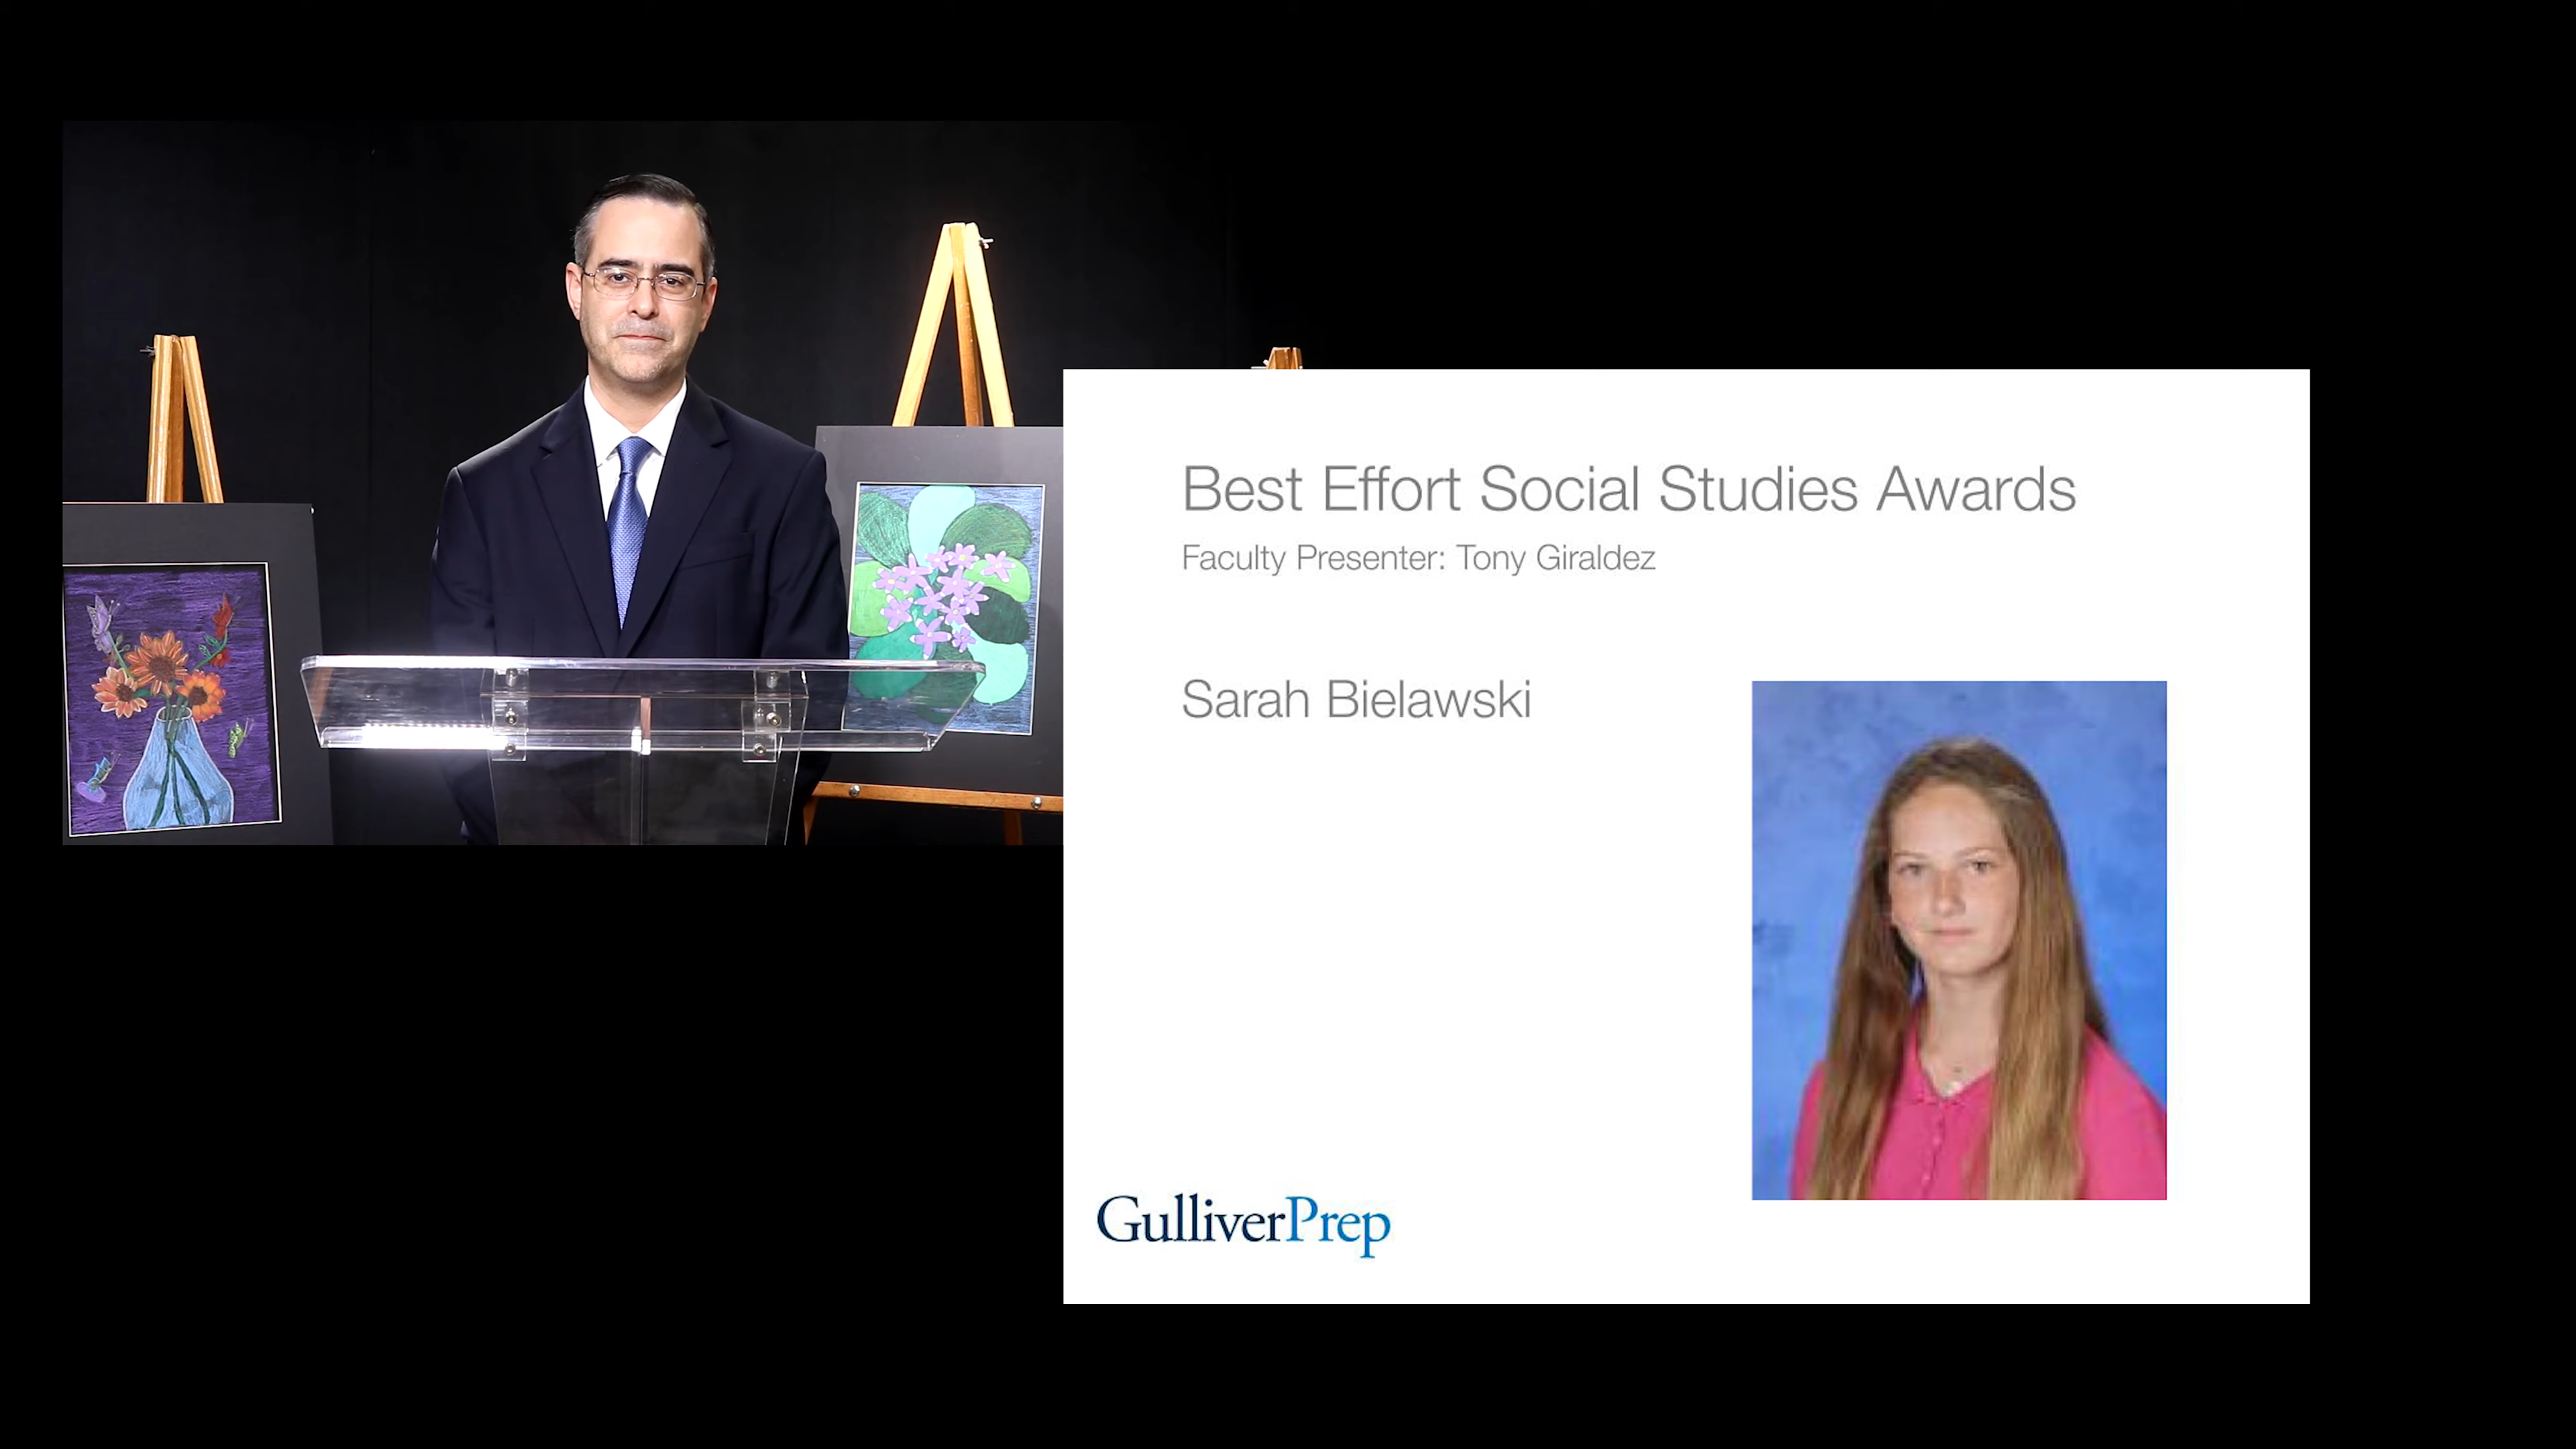 Best Effort Social Studies Awards
Faculty Presenter: Tony Giraldez
Sarah Bielawski
GulliverPrep